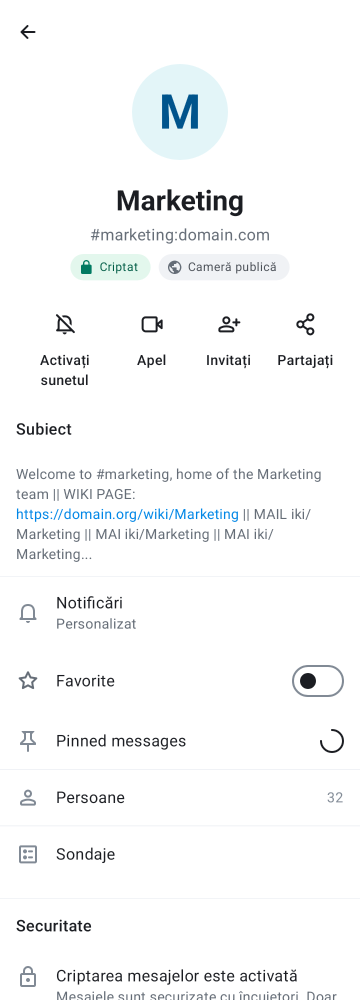 M
Marketing
#marketing:domain.com
Criptat
Cameră publică
Activați
sunetul
Apel
Invitați
Partajați
Subiect
Welcome to #marketing, home of the Marketing
team || WIKI PAGE:
https://domain.org/wiki/Marketing || MAIL iki/
Marketing || MAI iki/Marketing || MAI iki/
Marketing...
Notificări
Personalizat
Favorite
Pinned messages
Persoane
32
Sondaje
Securitate
Criptarea mesajelor este activată
Mesajele sunt securizate cu încuietori. Doar